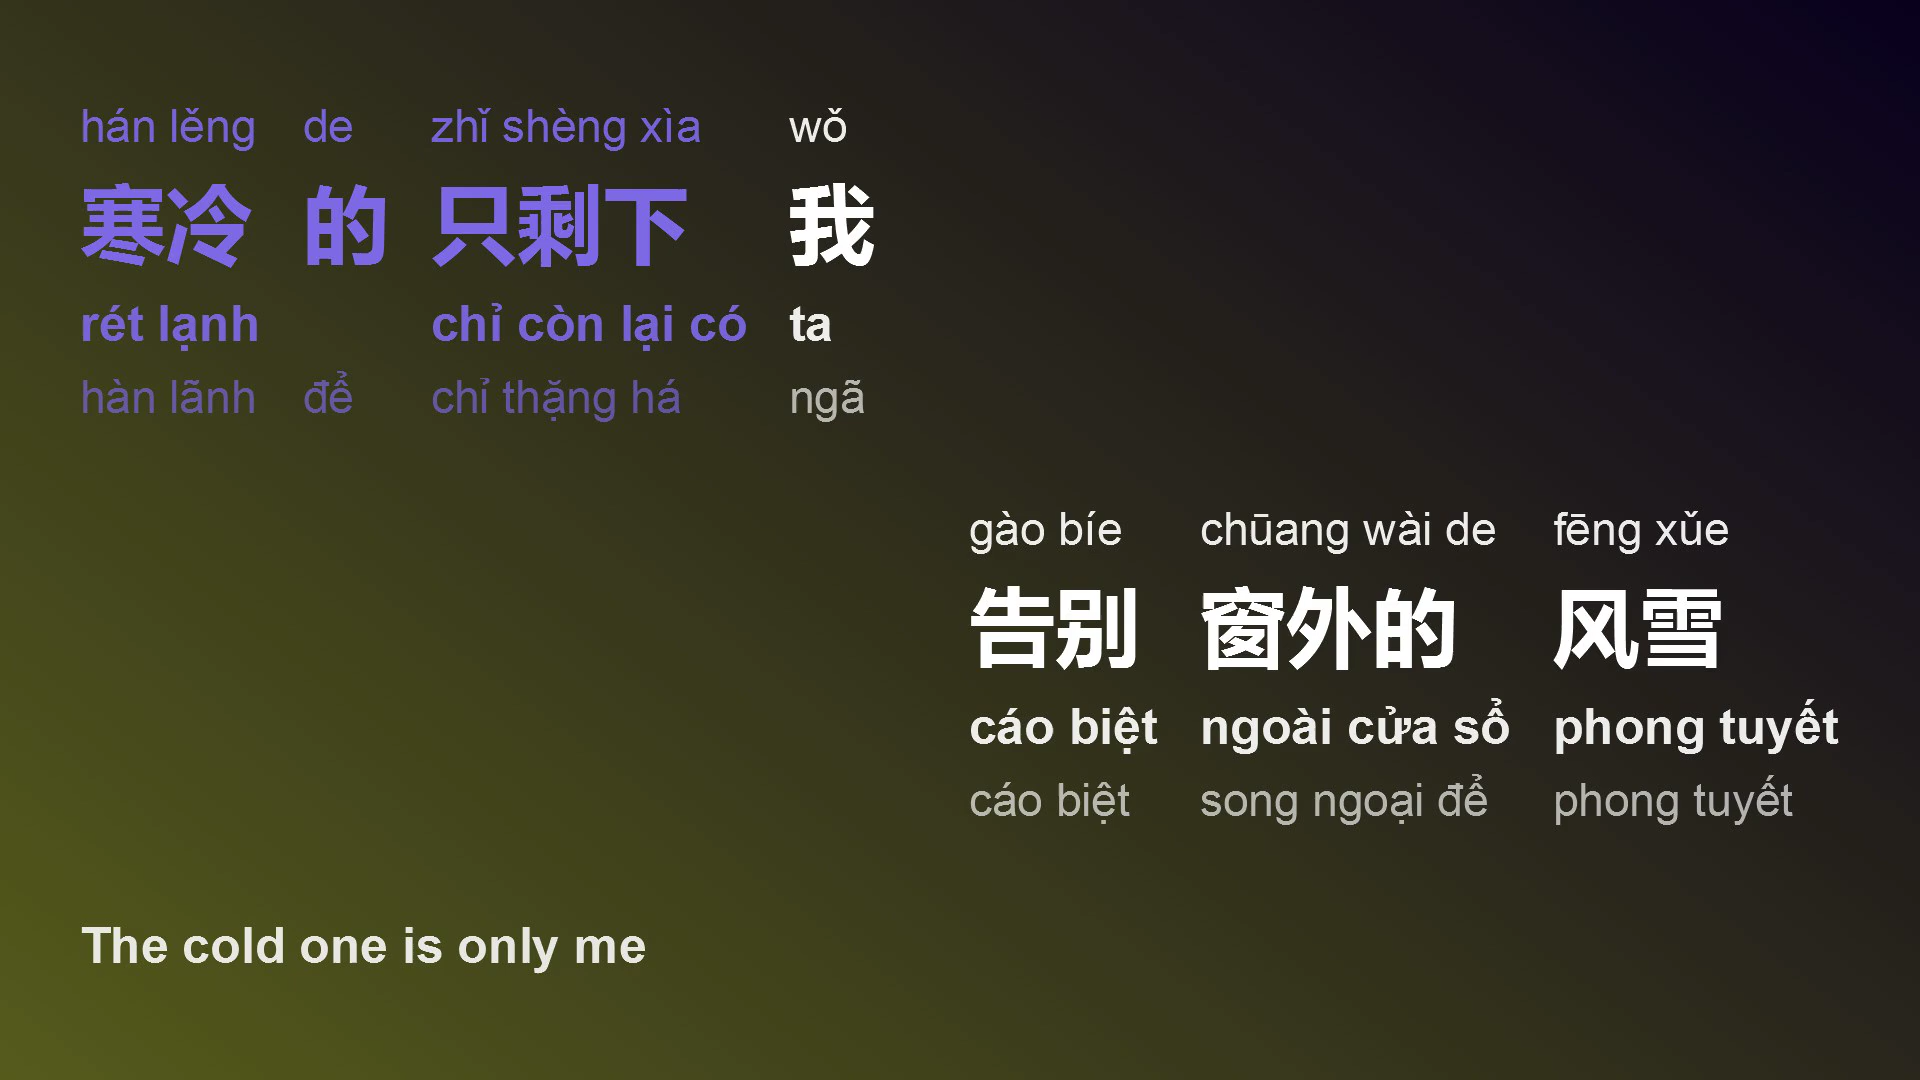 hán lěng de zhǐ shèng xìa wǒ
寒冷 的 只剩下 我
rét lạnh chỉ còn lại có ta
hàn lãnh để chỉ thặng há ngã
gào bíe chūang wài de fēng xǔe
告别 窗外的 风雪
cáo biệt ngoài cửa sổ phong tuyết
cáo biệt song ngoại để phong tuyết
The cold one is only me